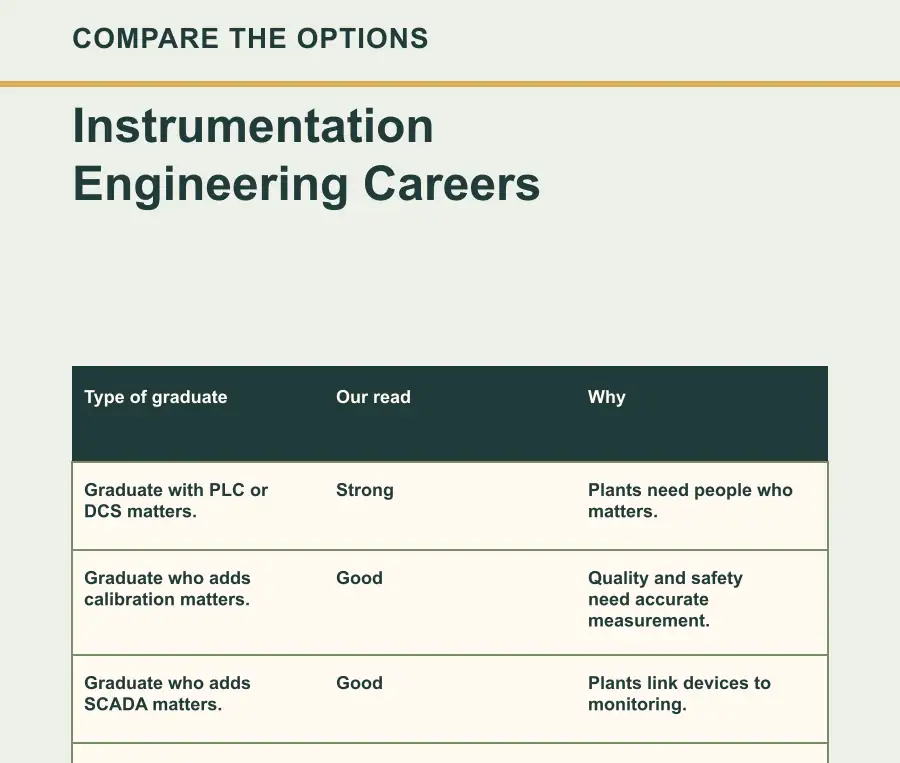 COMPARE THE OPTIONS
Instrumentation
Engineering Careers
Type of graduate
Our read
Why
Graduate with PLC or
DCS matters.
Strong
Plants need people who
matters.
Graduate who adds
calibration matters.
Good
Quality and safety
need accurate
measurement.
Graduate who adds
SCADA matters.
Good
Plants link devices to
monitoring.